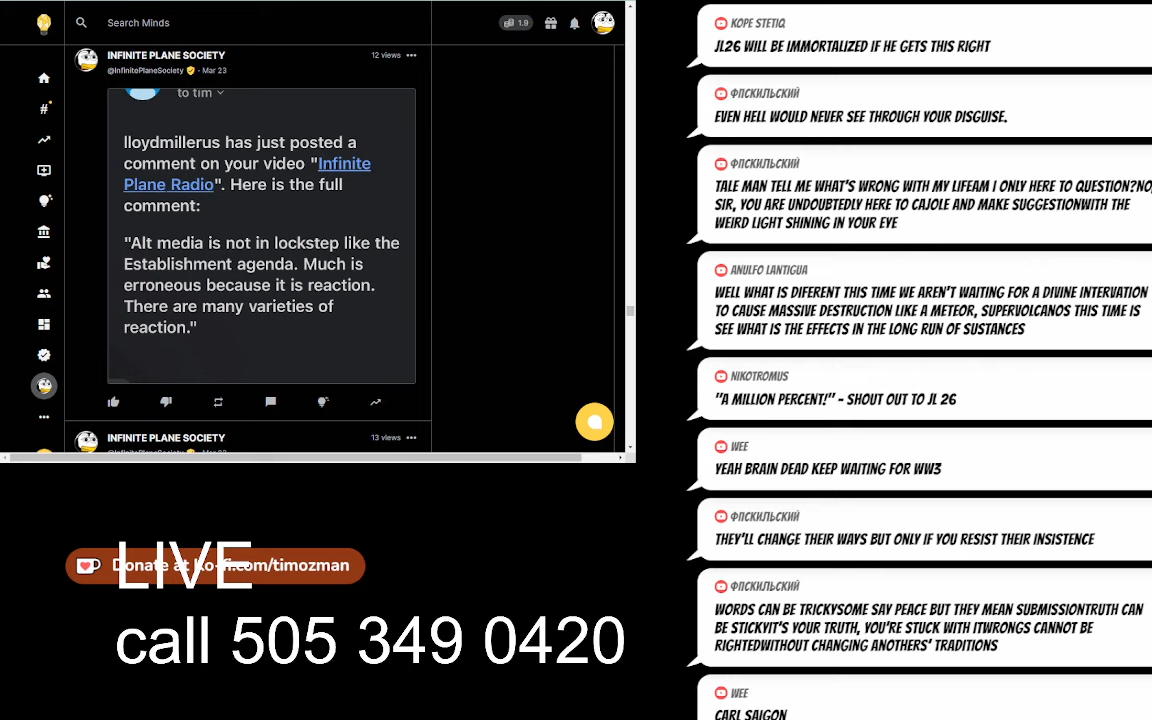 Search Minds
1.9
INFINITE PLANE SOCIETY
12 views
@InfinitePlaneSociety · Mar 23
to tim
lloydmillerus has just posted a
comment on your video "Infinite
Plane Radio". Here is the full
comment:
"Alt media is not in lockstep like the
Establishment agenda. Much is
erroneous because it is reaction.
There are many varieties of
reaction."
INFINITE PLANE SOCIETY
13 views
LIVE
Donate at ko-fi.com/timozman
call 505 349 0420
KOPE STETIQ
JL26 WILL BE IMMORTALIZED IF HE GETS THIS RIGHT
ФПСКИЛЬСКИЙ
EVEN HELL WOULD NEVER SEE THROUGH YOUR DISGUISE.
ФПСКИЛЬСКИЙ
TALE MAN TELL ME WHAT'S WRONG WITH MY LIFEAM I ONLY HERE TO QUESTION?NO,
SIR, YOU ARE UNDOUBTEDLY HERE TO CAJOLE AND MAKE SUGGESTIONWITH THE
WEIRD LIGHT SHINING IN YOUR EYE
ANULFO LANTIGUA
WELL WHAT IS DIFERENT THIS TIME WE AREN'T WAITING FOR A DIVINE INTERVATION
TO CAUSE MASSIVE DESTRUCTION LIKE A METEOR, SUPERVOLCANOS THIS TIME IS
SEE WHAT IS THE EFFECTS IN THE LONG RUN OF SUSTANCES
NIKOTROMUS
"A MILLION PERCENT!" - SHOUT OUT TO JL 26
WEE
YEAH BRAIN DEAD KEEP WAITING FOR WW3
ФПСКИЛЬСКИЙ
THEY'LL CHANGE THEIR WAYS BUT ONLY IF YOU RESIST THEIR INSISTENCE
ФПСКИЛЬСКИЙ
WORDS CAN BE TRICKYSOME SAY PEACE BUT THEY MEAN SUBMISSIONTRUTH CAN
BE STICKYIT'S YOUR TRUTH, YOU'RE STUCK WITH ITWRONGS CANNOT BE
RIGHTEDWITHOUT CHANGING ANOTHERS' TRADITIONS
WEE
CARL SAIGON